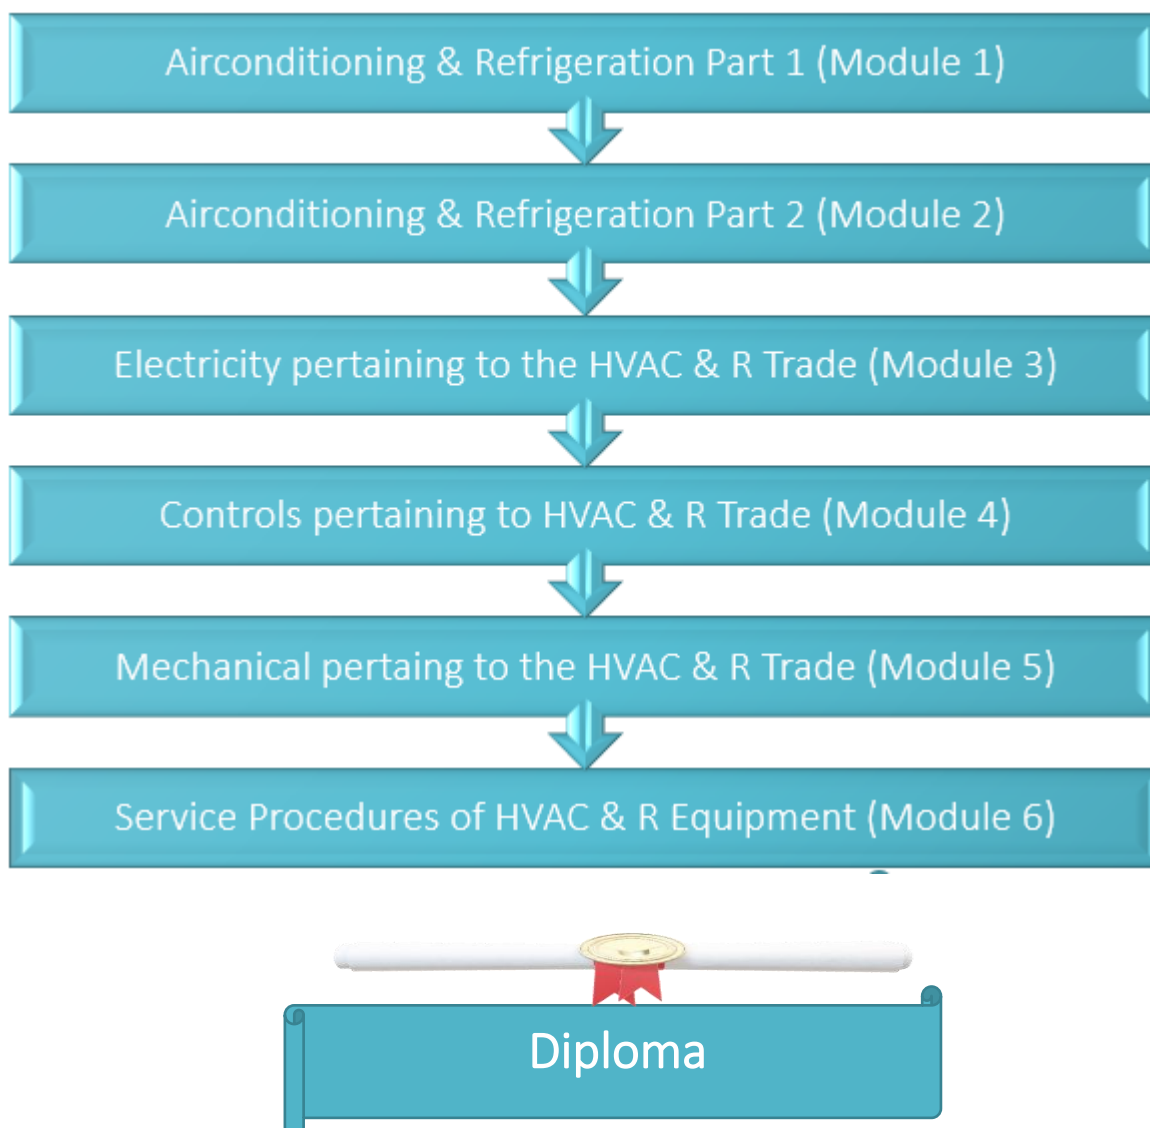 Airconditioning & Refrigeration Part 1 (Module 1)
Airconditioning & Refrigeration Part 2 (Module 2)
Electricity pertaining to the HVAC & R Trade (Module 3)
Controls pertaining to HVAC & R Trade (Module 4)
Mechanical pertaing to the HVAC & R Trade (Module 5)
Service Procedures of HVAC & R Equipment (Module 6)
Diploma